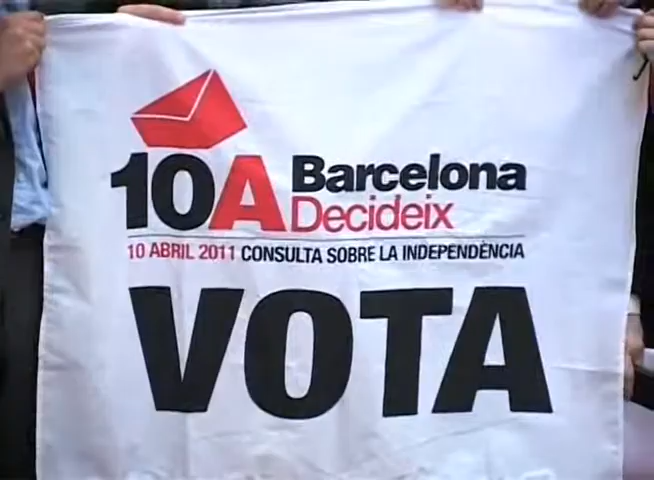 10A Barcelona
Decideix
10 ABRIL 2011 CONSULTA SOBRE LA INDEPENDÈNCIA
VOTA